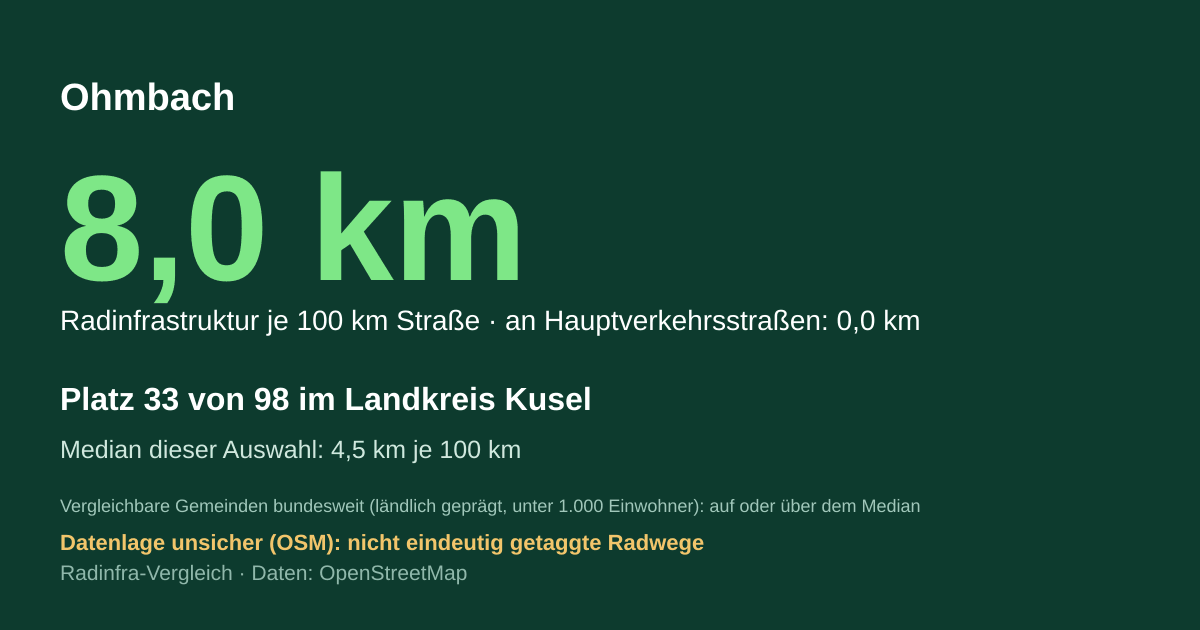 Ohmbach
8,0 km
Radinfrastruktur je 100 km Straße · an Hauptverkehrsstraßen: 0,0 km
Platz 33 von 98 im Landkreis Kusel
Median dieser Auswahl: 4,5 km je 100 km
Vergleichbare Gemeinden bundesweit (ländlich geprägt, unter 1.000 Einwohner): auf oder über dem Median
Datenlage unsicher (OSM): nicht eindeutig getaggte Radwege
Radinfra-Vergleich · Daten: OpenStreetMap